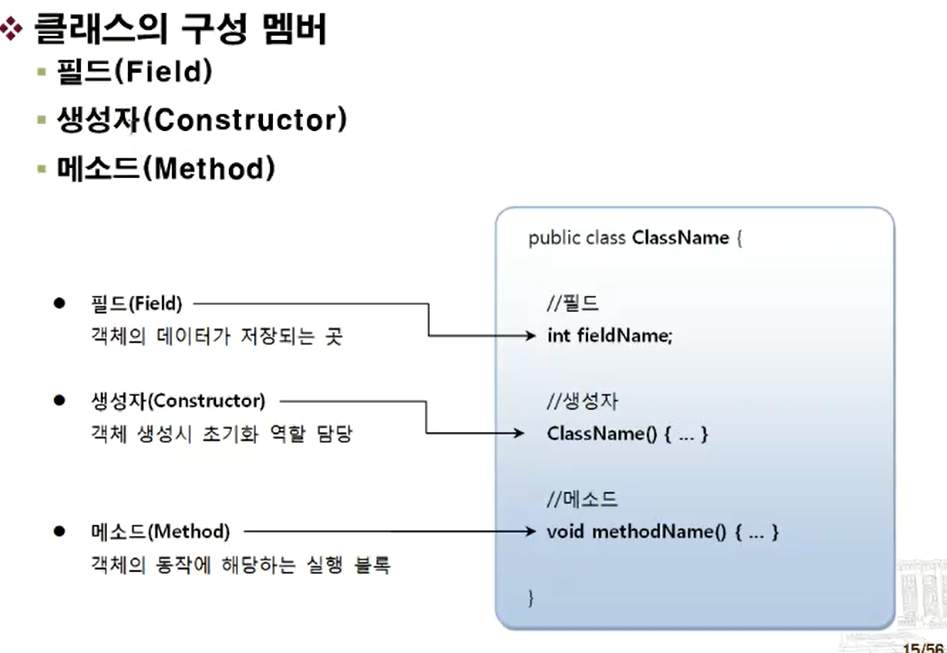 클래스의 구성 멤버
필드(Field)
생성자(Constructor)
메소드(Method)
필드(Field)
객체의 데이터가 저장되는 곳
생성자(Constructor)
객체 생성시 초기화 역할 담당
메소드(Method)
객체의 동작에 해당하는 실행 블록
public class ClassName {
//필드
int fieldName;
//생성자
ClassName() { ... }
//메소드
void methodName() { ... }
}
15/56